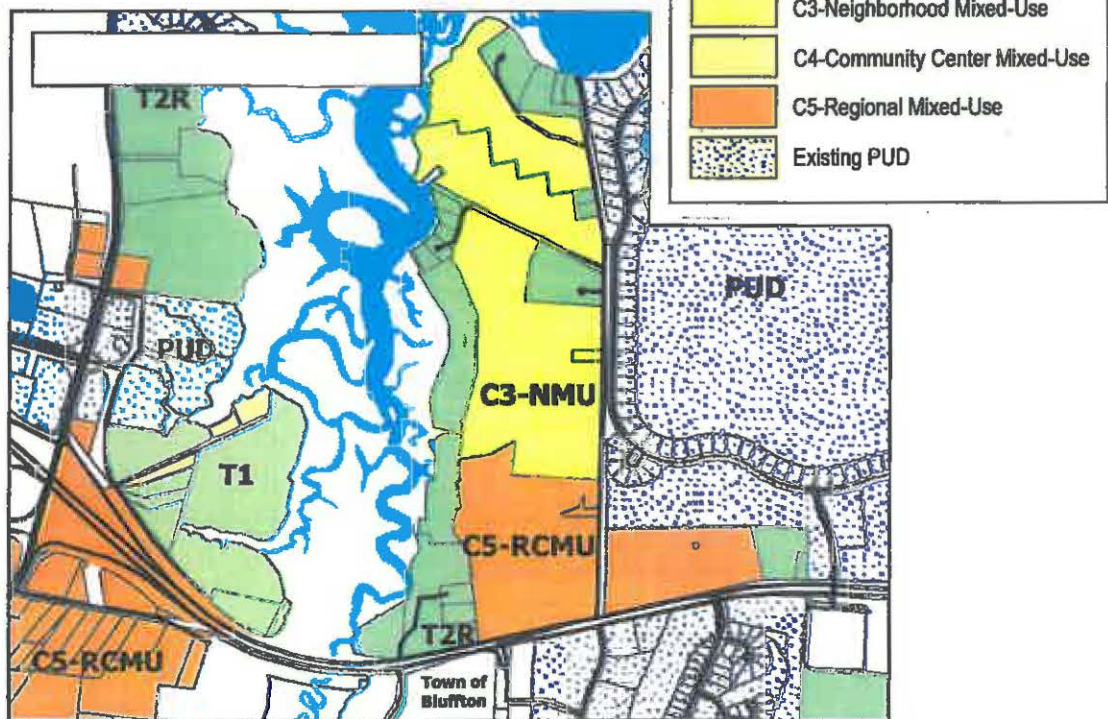 C3-Neighborhood Mixed-Use
C4-Community Center Mixed-Use
C5-Regional Mixed-Use
Existing PUD
T2R
PUD
PUD
C3-NMU
T1
C5-RCMU
T2R
C5-RCMU
Town of
Bluffton